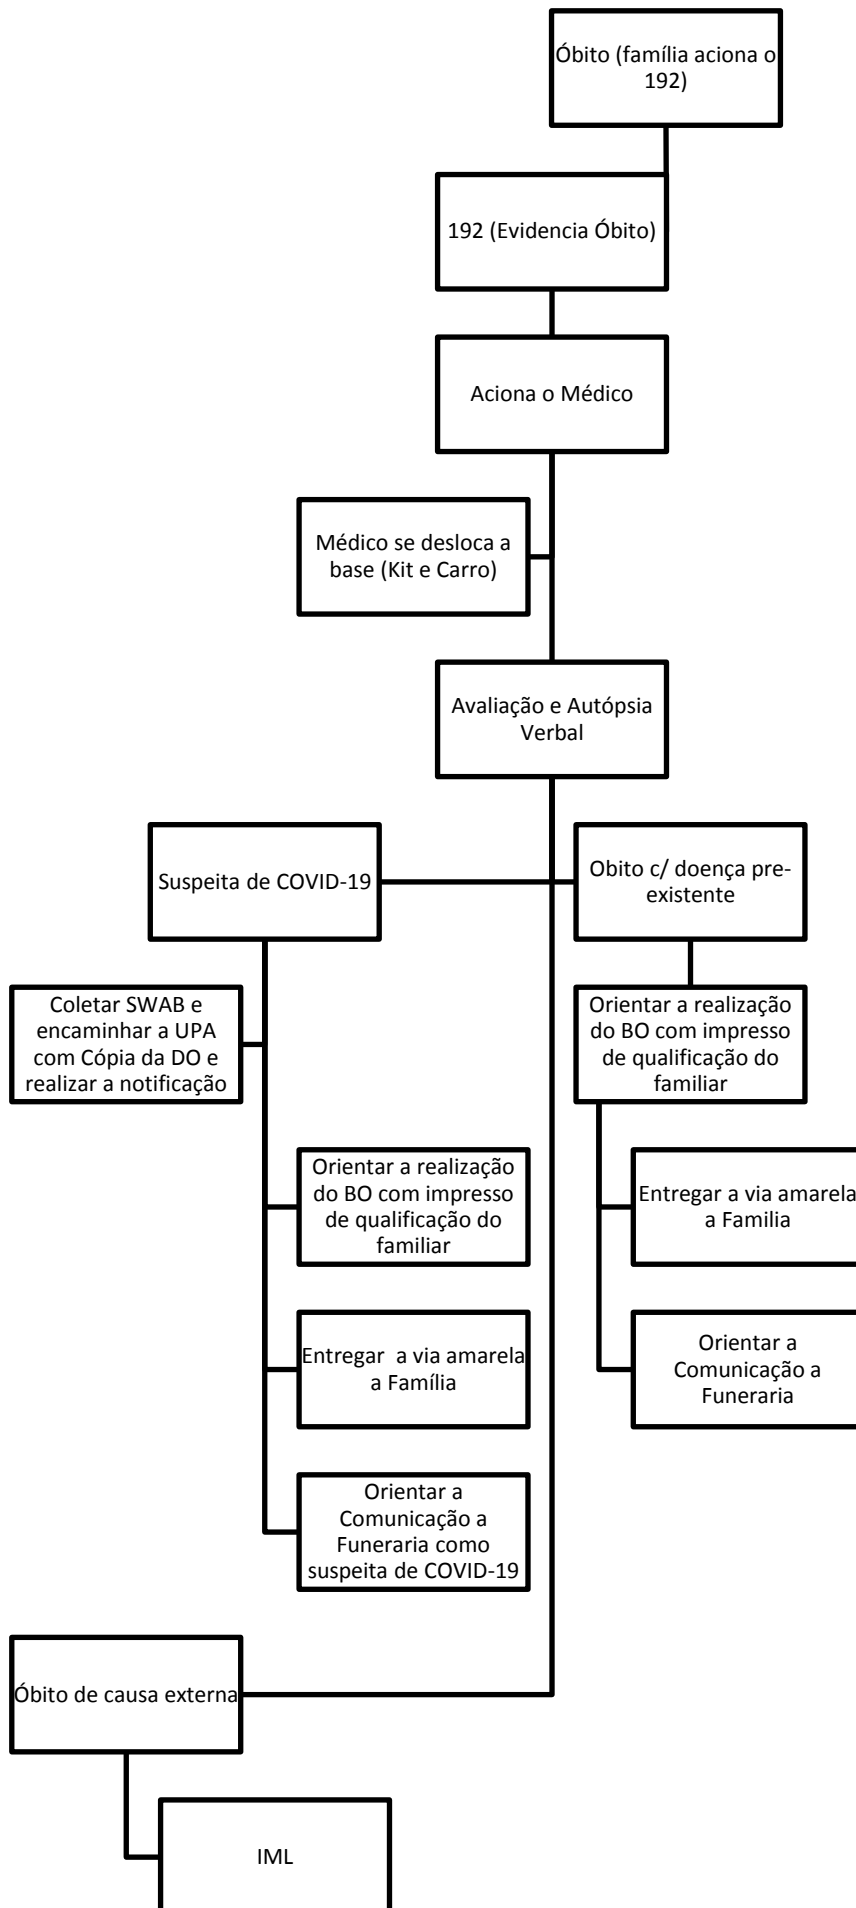 Óbito (família aciona o
192)
192 (Evidencia Óbito)
Aciona o Médico
Médico se desloca a
base (Kit e Carro)
Avaliação e Autópsia
Verbal
Suspeita de COVID-19
Obito c/ doença pre-
existente
Coletar SWAB e
encaminhar a UPA
com Cópia da DO e
realizar a notificação
Orientar a realização
do BO com impresso
de qualificação do
familiar
Orientar a realização
do BO com impresso
de qualificação do
familiar
Entregar a via amarela
a Familia
Entregar  a via amarela
a Família
Orientar a
Comunicação a
Funeraria
Orientar a
Comunicação a
Funeraria como
suspeita de COVID-19
Óbito de causa externa
IML